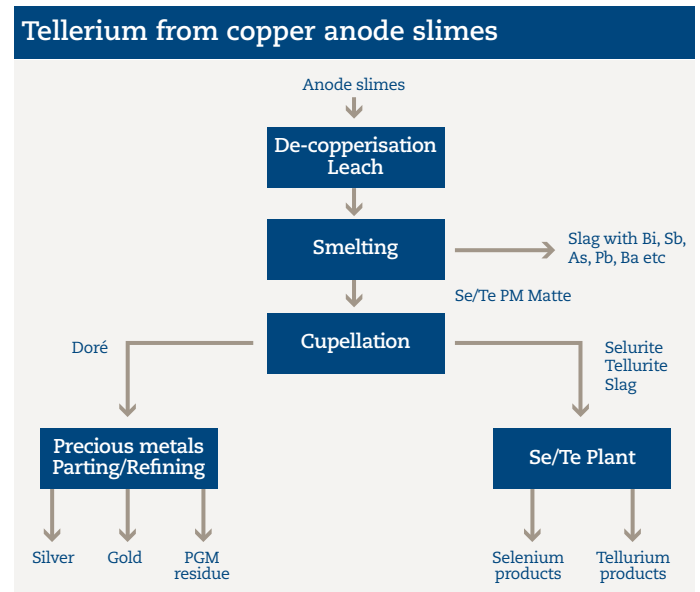 Tellerium from copper anode slimes
Anode slimes
De-copperisation
Leach
Smelting
Slag with Bi, Sb,
As, Pb, Ba etc
Se/Te PM Matte
Cupellation
Doré
Selurite
Tellurite
Slag
Precious metals
Parting/Refining
Se/Te Plant
Silver
Gold
PGM
residue
Selenium
products
Tellurium
products